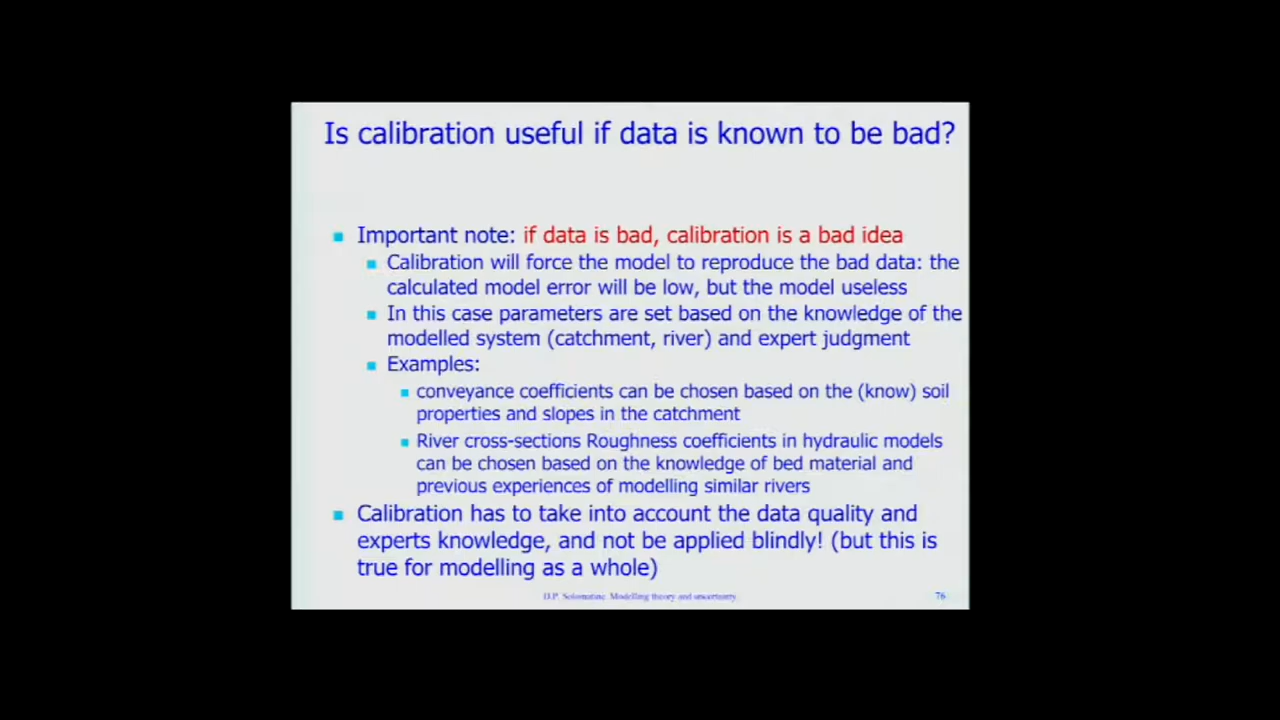 Is calibration useful if data is known to be bad?
Important note: if data is bad, calibration is a bad idea
Calibration will force the model to reproduce the bad data: the
calculated model error will be low, but the model useless
In this case parameters are set based on the knowledge of the
modelled system (catchment, river) and expert judgment
Examples:
conveyance coefficients can be chosen based on the (know) soil
properties and slopes in the catchment
River cross-sections Roughness coefficients in hydraulic models
can be chosen based on the knowledge of bed material and
previous experiences of modelling similar rivers
Calibration has to take into account the data quality and
experts knowledge, and not be applied blindly! (but this is
true for modelling as a whole)
D.P. Solomatine. Modelling theory and uncertainty
76